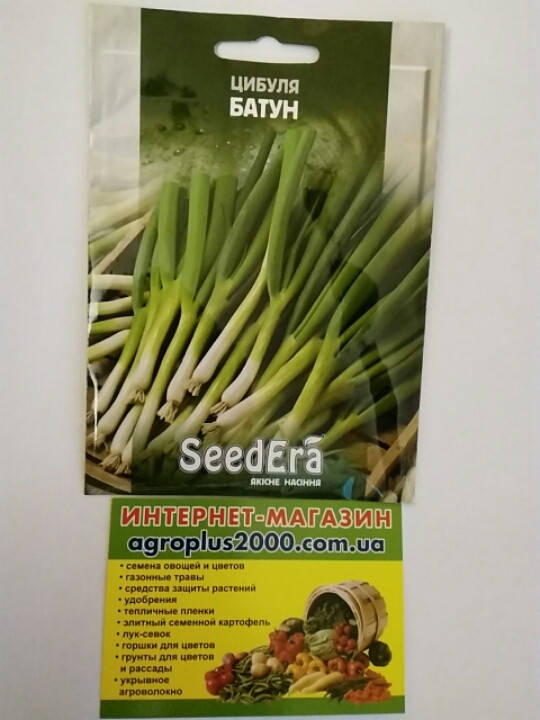 ЦИБУЛЯ
БАТУН
SeedEra
ЯКІСНЕ НАСІННЯ
ИНТЕРНЕТ-МАГАЗИН
agroplus2000.com.ua
• семена овощей и цветов
• газонные травы
• средства защиты растений
• удобрения
• тепличные пленки
• элитный семенной картофель
• лук-севок
• горшки для цветов
• грунты для цветов
и рассады
• укрывное
агроволокно